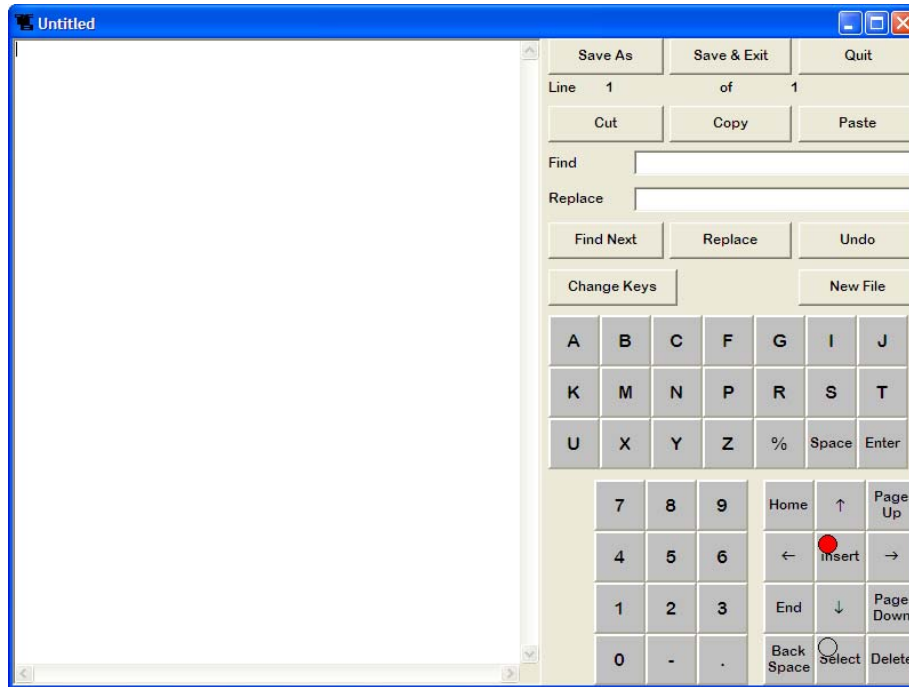 Untitled
Save As Save & Exit Quit
Line 1 of 1
Cut Copy Paste
Find
Replace
Find Next Replace Undo
Change Keys New File
A B C F G I J
K M N P R S T
U X Y Z % Space Enter
7 8 9 Home ↑ Page Up
4 5 6 ← Insert →
1 2 3 End ↓ Page Down
0 - . Back Space Select Delete